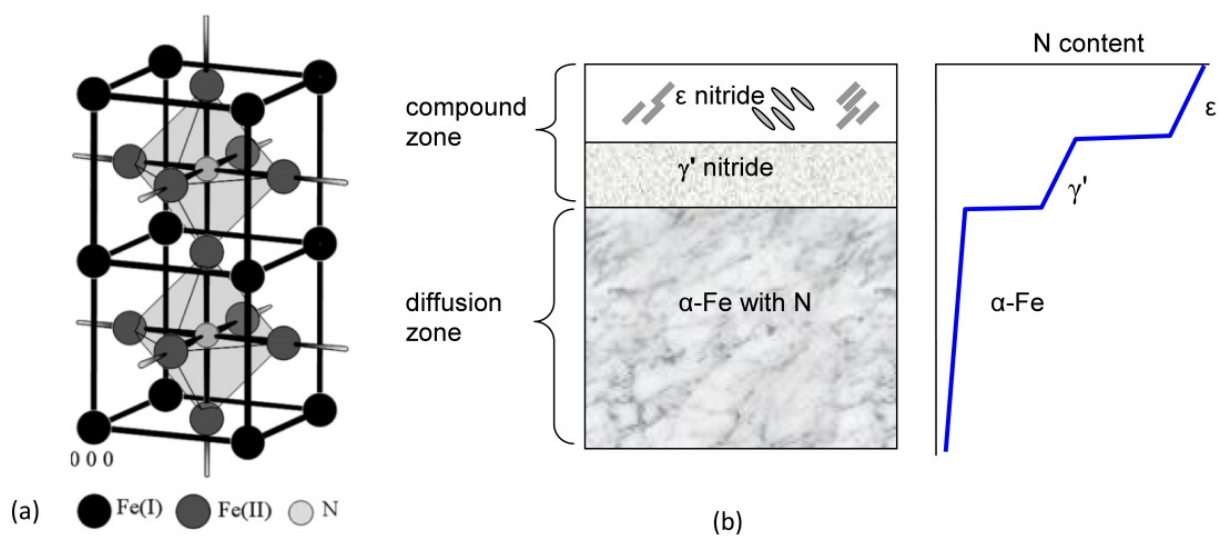 0 0 0
Fe(I) Fe(II) N
(a)
compound
zone
diffusion
zone
ε nitride
γ' nitride
α-Fe with N
N content
ε
γ'
α-Fe
(b)